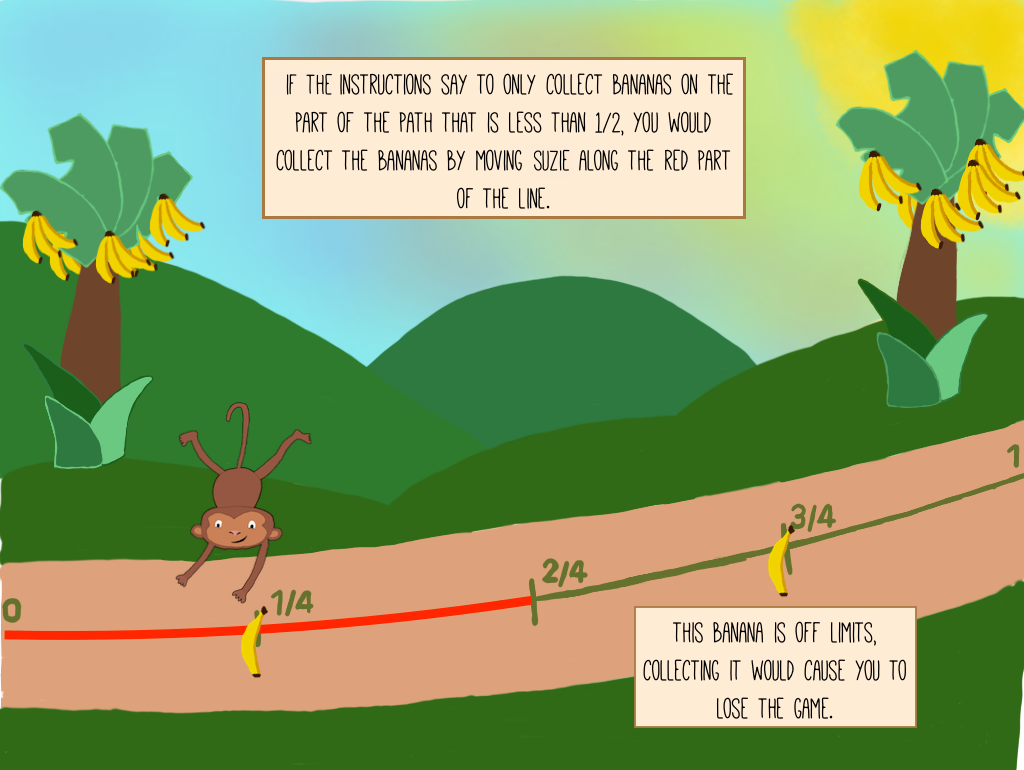 IF THE INSTRUCTIONS SAY TO ONLY COLLECT BANANAS ON THE
PART OF THE PATH THAT IS LESS THAN 1/2, YOU WOULD
COLLECT THE BANANAS BY MOVING SUZIE ALONG THE RED PART
OF THE LINE.
0
1/4
2/4
3/4
1
THIS BANANA IS OFF LIMITS,
COLLECTING IT WOULD CAUSE YOU TO
LOSE THE GAME.